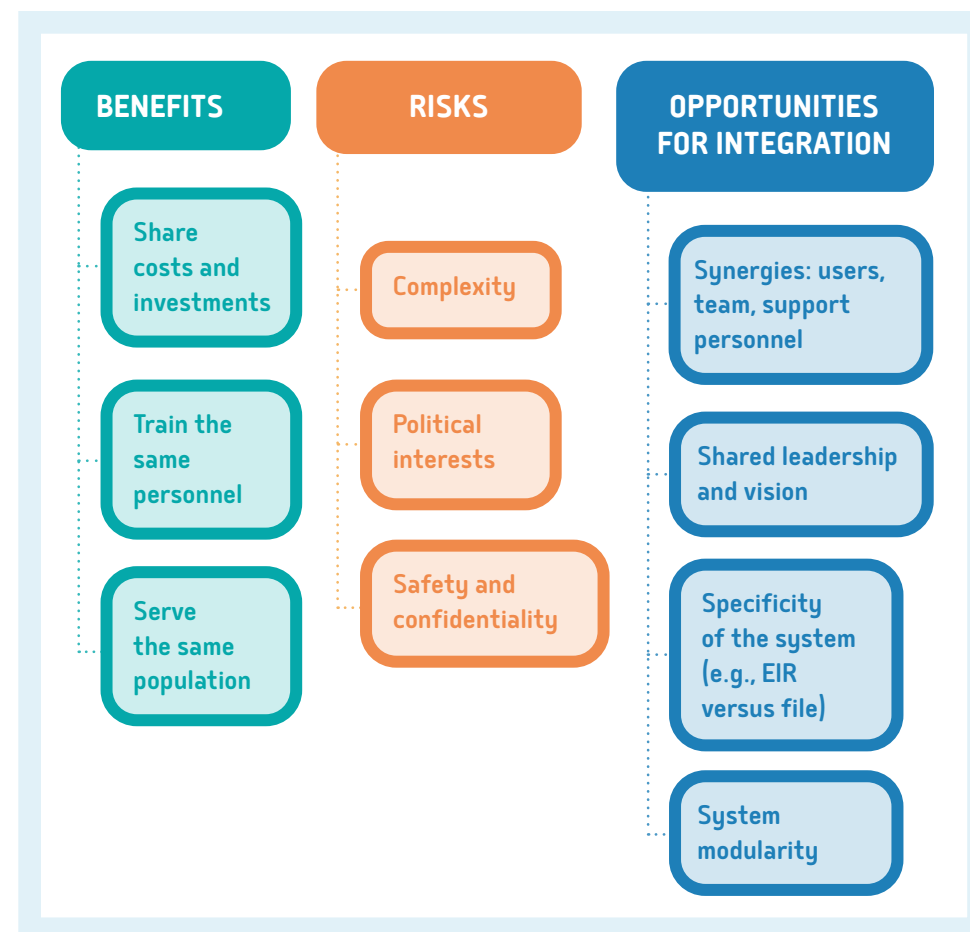 BENEFITS
Share
costs and
investments
Train the
same
personnel
Serve
the same
population
RISKS
Complexity
Political
interests
Safety and
confidentiality
OPPORTUNITIES
FOR INTEGRATION
Synergies: users,
team, support
personnel
Shared leadership
and vision
Specificity
of the system
(e.g., EIR
versus file)
System
modularity